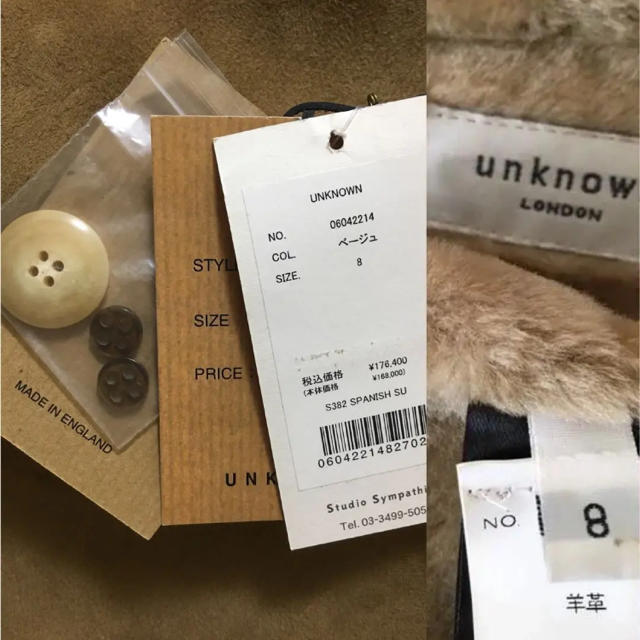 MADE IN ENGLAND
STYL
SIZE
PRICE
UNK
UNKNOWN
NO. 06042214
COL. ベージュ
SIZE. 8
税込価格 ¥176,400
(本体価格 ¥168,000)
S382 SPANISH SU
0604221482702
Studio Sympathi
Tel. 03-3499-505
unknow
LONDON
NO.
8
羊革